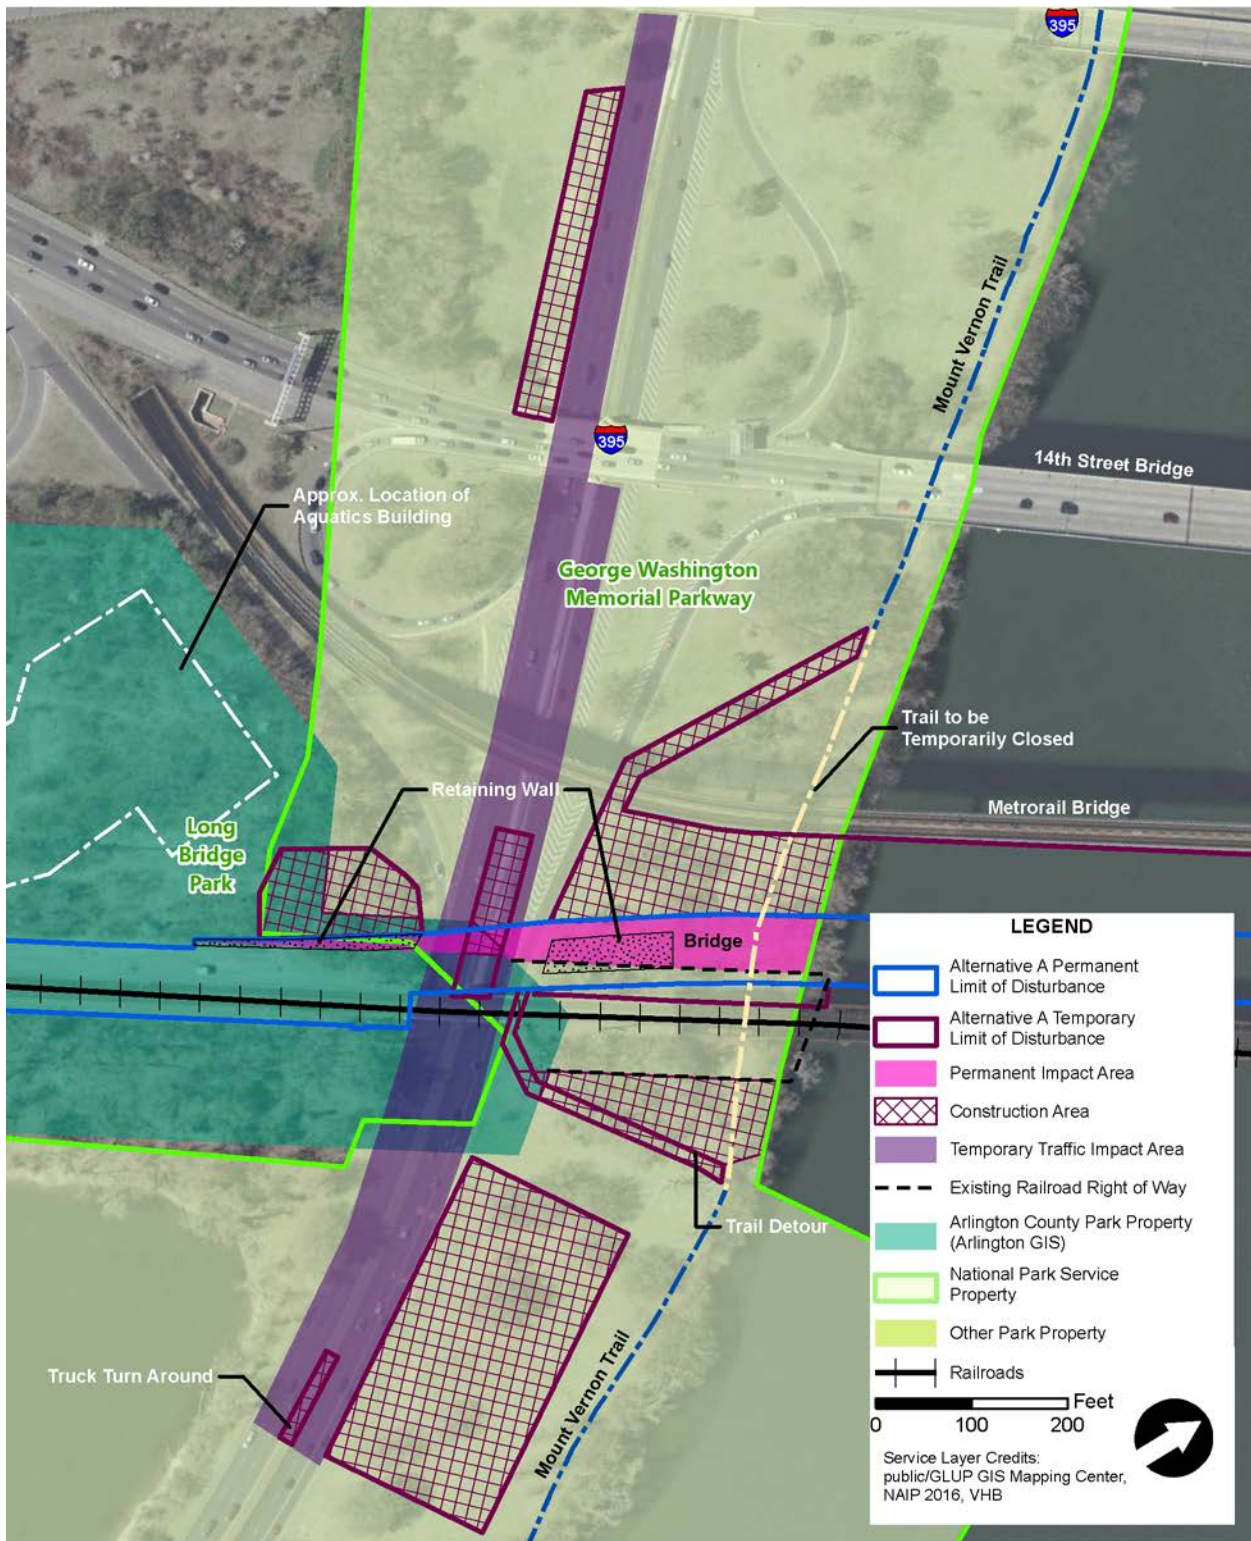 395
Mount Vernon Trail
395
14th Street Bridge
Approx. Location of
Aquatics Building
George Washington
Memorial Parkway
Trail to be
Temporarily Closed
Retaining Wall
Metrorail Bridge
Long
Bridge
Park
Bridge
Trail Detour
Truck Turn Around
Mount Vernon Trail
LEGEND
Alternative A Permanent
Limit of Disturbance
Alternative A Temporary
Limit of Disturbance
Permanent Impact Area
Construction Area
Temporary Traffic Impact Area
Existing Railroad Right of Way
Arlington County Park Property
(Arlington GIS)
National Park Service
Property
Other Park Property
Railroads
Feet
0 100 200
Service Layer Credits:
public/GLUP GIS Mapping Center,
NAIP 2016, VHB